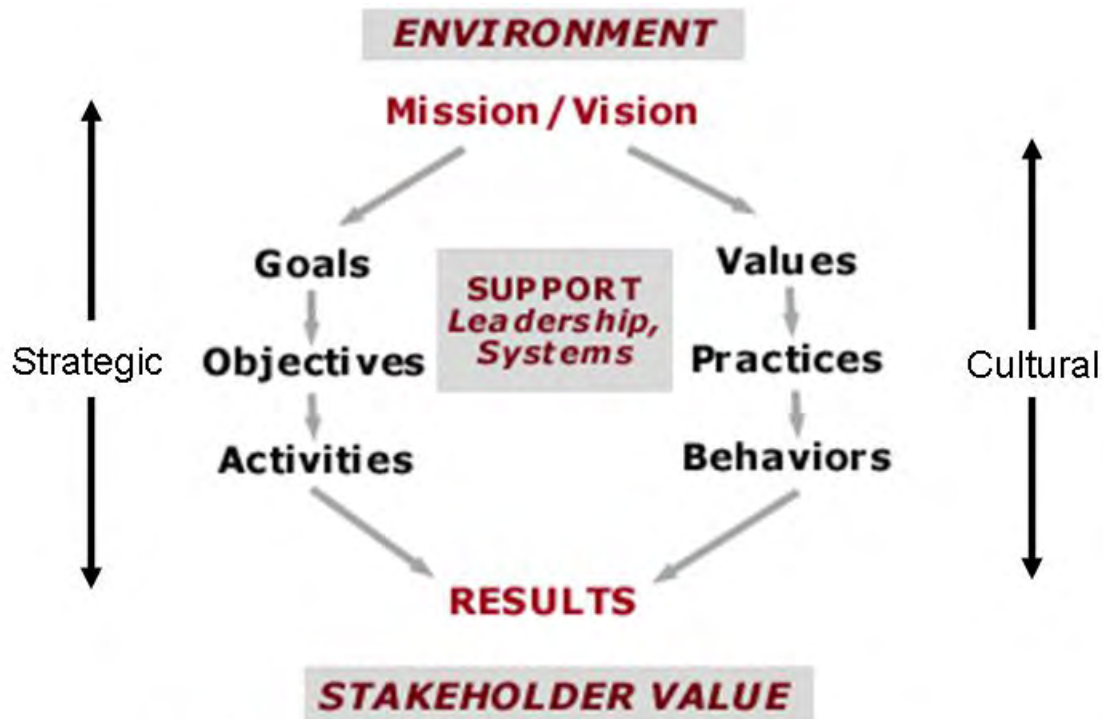 ENVIRONMENT
Mission / Vision
Goals
Values
SUPPORT
Leadership,
Systems
Strategic
Objectives
Practices
Cultural
Activities
Behaviors
RESULTS
STAKEHOLDER VALUE